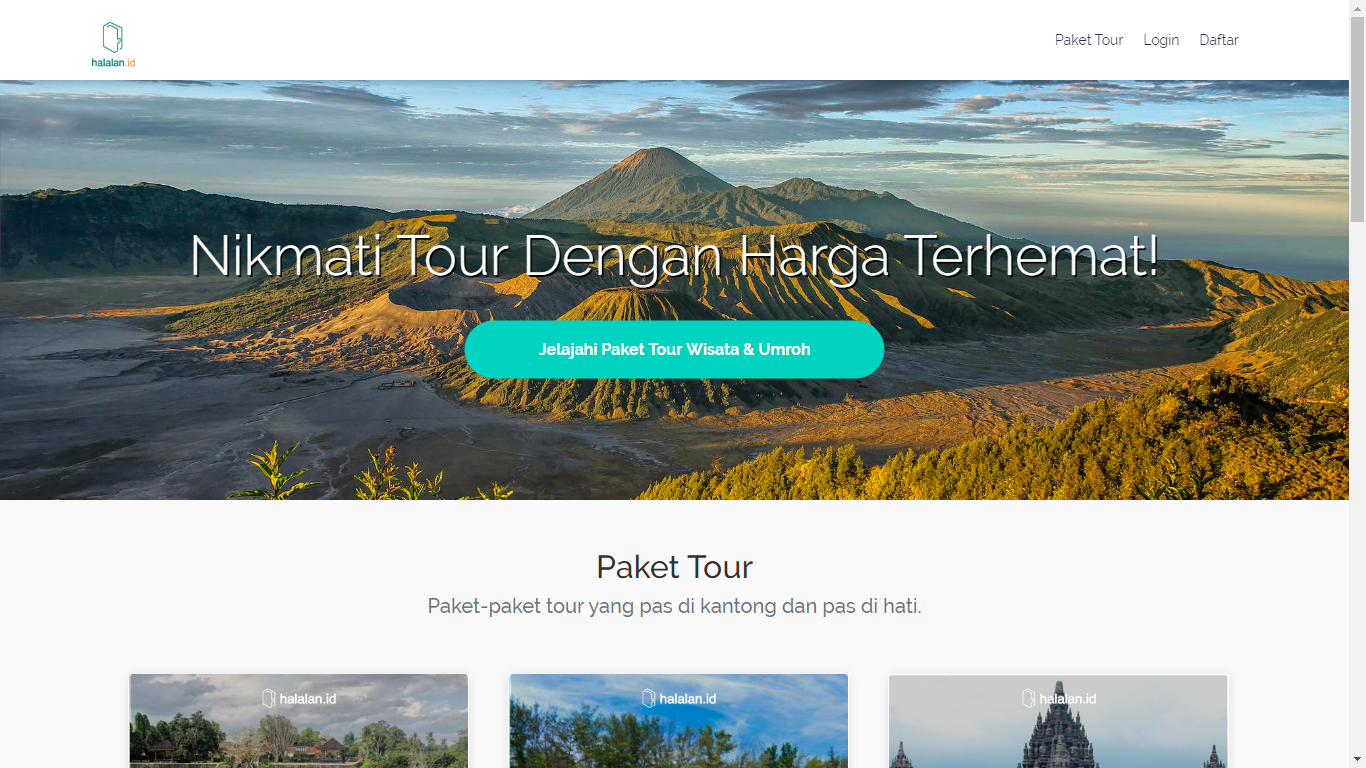 halalan.id
Paket Tour
Login
Daftar
Nikmati Tour Dengan Harga Terhemat!
Jelajahi Paket Tour Wisata & Umroh
Paket Tour
Paket-paket tour yang pas di kantong dan pas di hati.
halalan.id
halalan.id
halalan.id